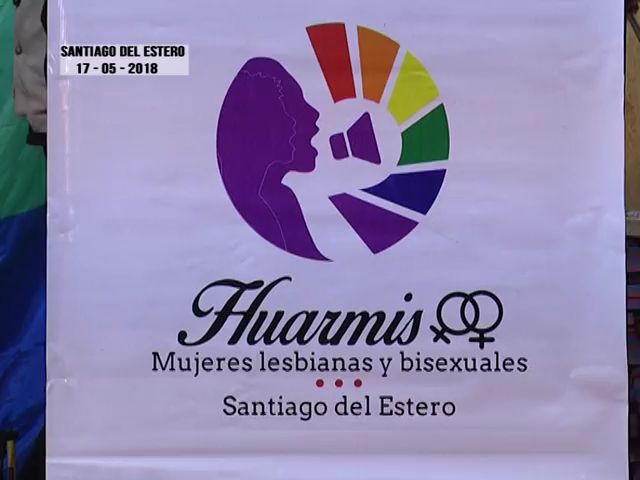 SANTIAGO DEL ESTERO
17 - 05 - 2018
Huarmis
Mujeres lesbianas y bisexuales
Santiago del Estero